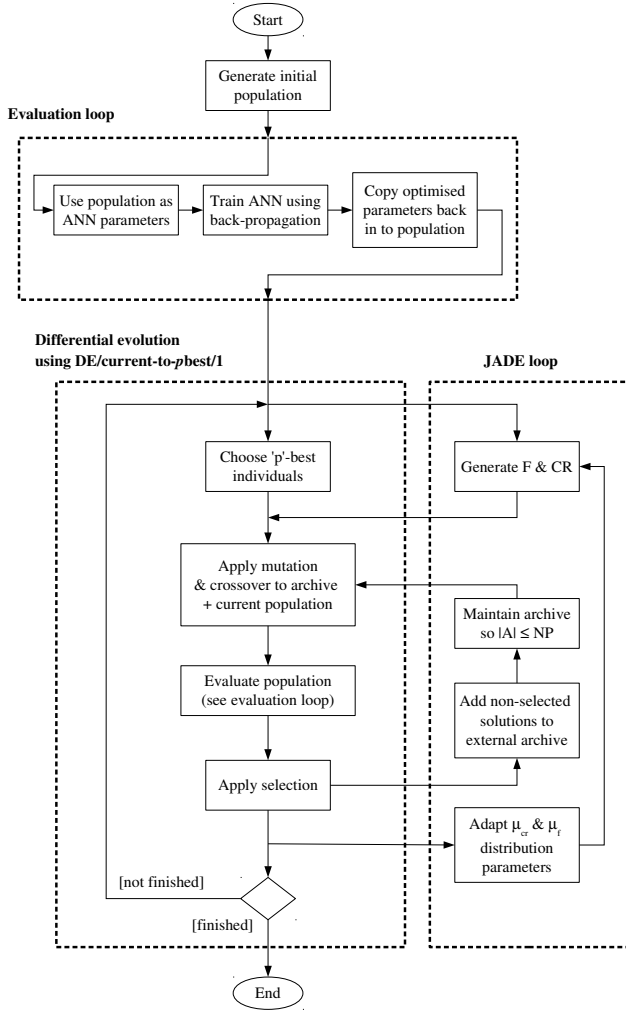 Start
Generate initial
population
Evaluation loop
Use population as
ANN parameters
Train ANN using
back-propagation
Copy optimised
parameters back
in to population
Differential evolution
using DE/current-to-pbest/1
JADE loop
Choose 'p'-best
individuals
Generate F & CR
Apply mutation
& crossover to archive
+ current population
Maintain archive
so |A| ≤ NP
Evaluate population
(see evaluation loop)
Add non-selected
solutions to
external archive
Apply selection
Adapt μcr & μf
distribution
parameters
[not finished]
[finished]
End